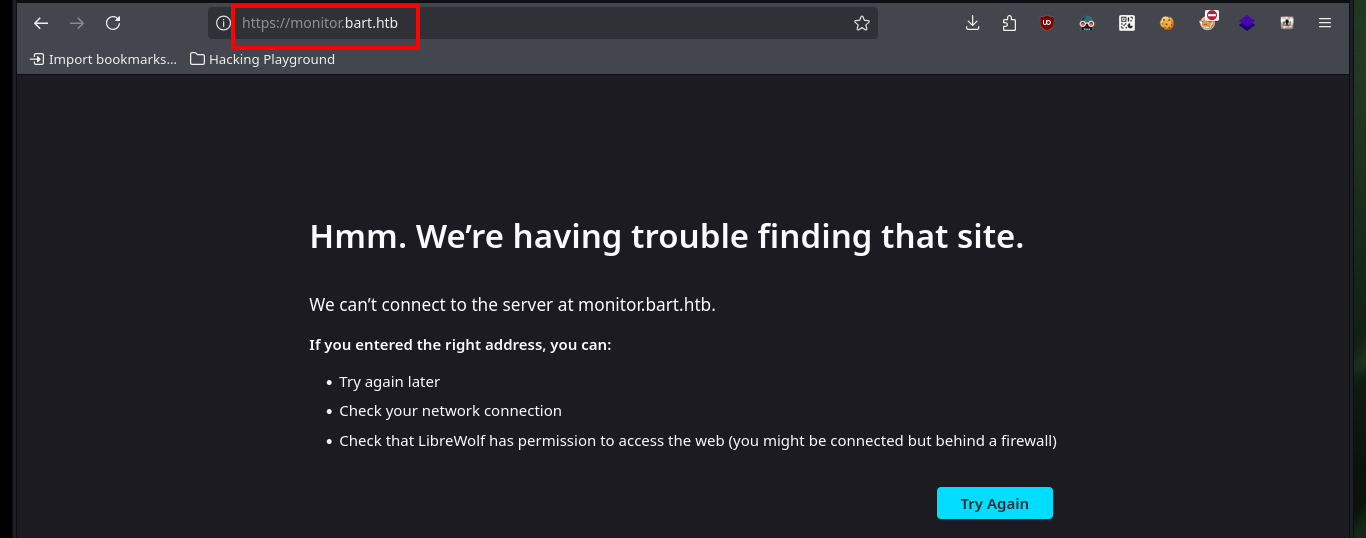 https://monitor.bart.htb
Import bookmarks... Hacking Playground
Hmm. We’re having trouble finding that site.
We can’t connect to the server at monitor.bart.htb.
If you entered the right address, you can:
• Try again later
• Check your network connection
• Check that LibreWolf has permission to access the web (you might be connected but behind a firewall)
Try Again